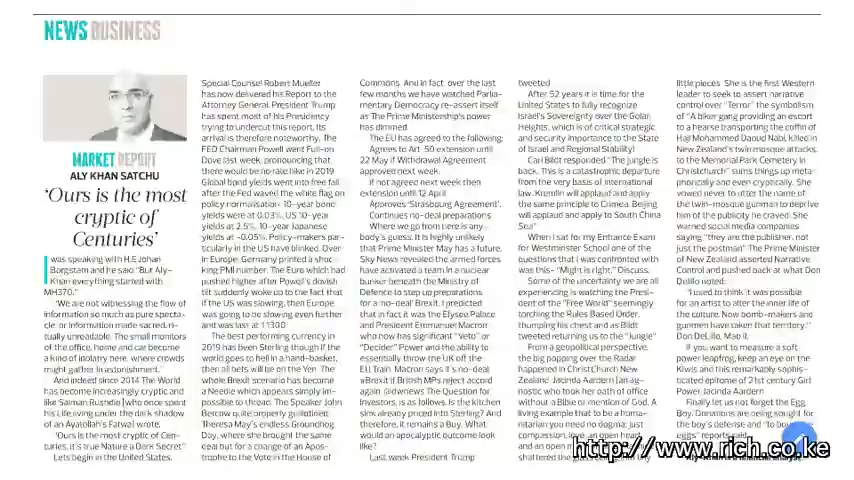 NEWS BUSINESS
MARKET REPORT
ALY KHAN SATCHU
‘Ours is the most
cryptic of
Centuries’
I was speaking with H.E Johan
Borgstam and he said “But Aly-
Khan everything started with
MH370.”
‘We are not witnessing the flow of
information so much as pure specta-
cle, or information made sacred, ri-
tually unreadable. The small monitors
of the office, home and car become
a kind of idolatry here, where crowds
might gather in astonishment.’
And indeed since 2014 The World
has become increasingly cryptic and
like Salman Rushdie [who once spent
his Life living under the dark shadow
of an Ayatollah’s Fatwa] wrote,
‘Ours is the most cryptic of Cen-
turies, it is true Nature a Dark Secret’’
Lets begin in the United States.
Special Counsel Robert Mueller
has now delivered his Report to the
Attorney General. President Trump
has spent most of his Presidency
trying to undercut this report, its
arrival is therefore noteworthy. The
FED Chairman Powell went Full-on
Dove last week, pronouncing that
there would be no rate hike in 2019
Global bond yields went into free fall
after the Fed waved the white flag on
policy normalisation. 10-year bond
yields were at 0.03%, US 10-year
yields at 2.5%, 10-year Japanese
yields at -0.05%. Policy-makers par-
ticularly in the US have blinked. Over
in Europe, Germany printed a shoc-
king PMI number. The Euro which had
pushed higher after Powell’s dovish
tilt suddenly woke up to the fact that
if the US was slowing, then Europe
was going to be slowing even further
and was last at 1.1300
The best performing currency in
2019 has been Sterling though if the
world goes to hell in a hand-basket,
then all bets will be on the Yen. The
whole Brexit scenario has become
a Needle which appears simply im-
possible to thread. The Speaker John
Bercow quite properly guillotined
Theresa May’s endless Groundhog
Day, where she brought the same
deal but for a change of an Apos-
trophe to the Vote in the House of
Commons. And in fact, over the last
few months we have watched Parlia-
mentary Democracy re-assert itself
as The Prime Ministership’s power
has dimmed.
The EU has agreed to the following:
Agrees to Art. 50 extension until
22 May if Withdrawal Agreement
approved next week.
If not agreed next week then
extension until 12 April.
Approves ‘Strasbourg Agreement’.
Continues no-deal preparations
Where we go from here is any-
body’s guess. It is highly unlikely
that Prime Minister May has a future.
Sky News revealed the armed forces
have activated a team in a nuclear
bunker beneath the Ministry of
Defence to step up preparations
for a ‘no-deal’ Brexit. I predicted
that in fact it was the Elysee Palace
and President Emmanuel Macron
who now has significant “Veto” or
“Decider” Power and the ability to
essentially throw the UK off the
EU Train. Macron says it’s no-deal
#Brexit if British MPs reject accord
again @dwnews The Question for
Investors, is as follows. Is the kitchen
sink already priced into Sterling? And
therefore, it remains a Buy. What
would an apocalyptic outcome look
like?
Last week President Trump
tweeted
After 52 years it is time for the
United States to fully recognize
Israel’s Sovereignty over the Golan
Heights, which is of critical strategic
and security importance to the State
of Israel and Regional Stability!
Carl Bildt responded “The jungle is
back. This is a catastrophic departure
from the very basis of international
law. Kremlin will applaud and apply
the same principle to Crimea. Beijing
will applaud and apply to South China
Sea”
When I sat for my Entrance Exam
for Westminster School one of the
questions that I was confronted with
was this- “Might is right,” Discuss.
Some of the uncertainty we are all
experiencing is watching the Presi-
dent of the “Free World” seemingly
torching the Rules Based Order,
thumping his chest and as Bildt
tweeted returning us to the “Jungle”
From a geopolitical perspective,
the big popping over the Radar
happened in ChristChurch New
Zealand. Jacinda Aardern [an ag-
nostic who took her oath of office
without a Bible or mention of God. A
living example that to be a huma-
nitarian you need no dogma; just
compassion, love, an open heart,
and an open m
shattered the
little pieces. She is the first Western
leader to seek to assert narrative
control over “Terror” the symbolism
of “A biker gang providing an escort
to a hearse transporting the coffin of
Haji Mohammed Daoud Nabi, killed in
New Zealand’s twin mosque attacks,
to the Memorial Park Cemetery in
Christchurch” sums things up meta-
phorically and even cryptically. She
vowed never to utter the name of
the twin-mosque gunman to deprive
him of the publicity he craved. She
warned social media companies
saying “they are the publisher, not
just the postman” The Prime Minister
of New Zealand asserted Narrative
Control and pushed back at what Don
Delillo noted:
“I used to think it was possible
for an artist to alter the inner life of
the culture. Now bomb-makers and
gunmen have taken that territory.”
Don DeLillo, Mao II.
If you want to measure a soft
power leapfrog, keep an eye on the
Kiwis and this remarkably sophis-
ticated epitome of 21st century Girl
Power Jacinda Aardern
Finally let us not forget the Egg
Boy. Donations are being sought for
the boy’s defence and “to bu
eggs” reports said.
http://www.rich.co.ke